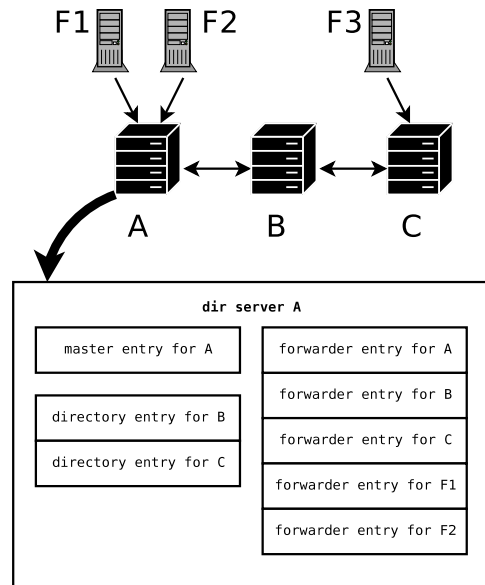 F1 F2 F3
A B C
dir server A
master entry for A
directory entry for B
directory entry for C
forwarder entry for A
forwarder entry for B
forwarder entry for C
forwarder entry for F1
forwarder entry for F2